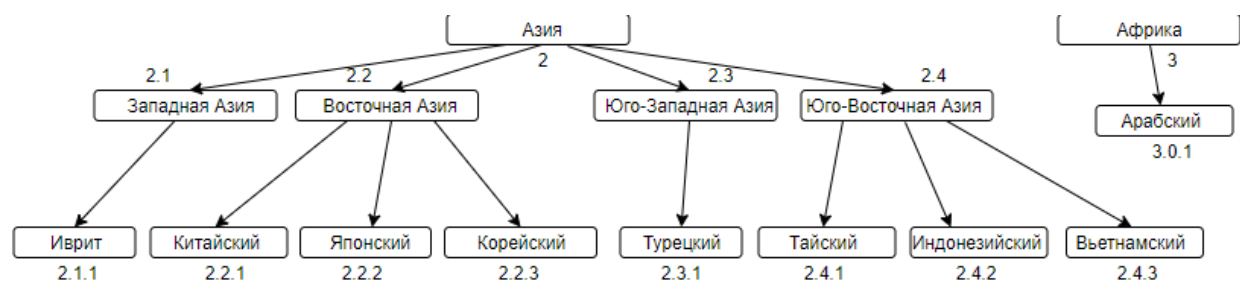 Азия
Африка
2.1
2.2
2
2.3
2.4
3
Западная Азия
Восточная Азия
Юго-Западная Азия
Юго-Восточная Азия
Арабский
3.0.1
Иврит
Китайский
Японский
Корейский
Турецкий
Тайский
Индонезийский
Вьетнамский
2.1.1
2.2.1
2.2.2
2.2.3
2.3.1
2.4.1
2.4.2
2.4.3